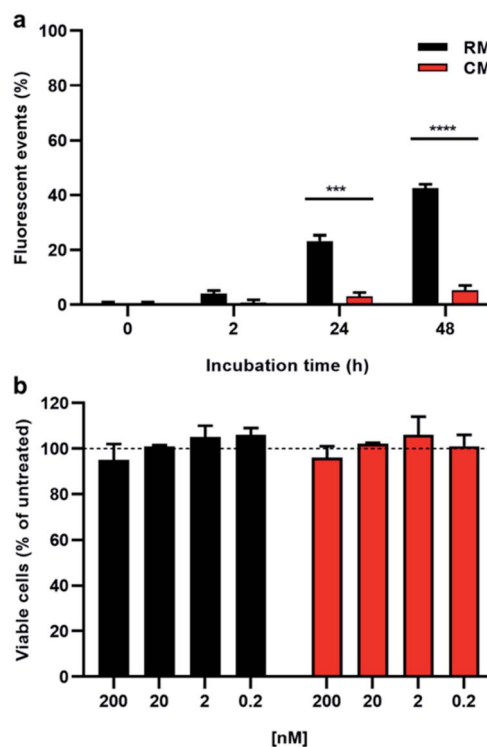 a
100
80
60
40
20
0
Fluorescent events (%)
RM
CM
***
****
0 2 24 48
Incubation time (h)
b
120
100
80
60
40
20
0
Viable cells (% of untreated)
200 20 2 0.2 200 20 2 0.2
[nM]